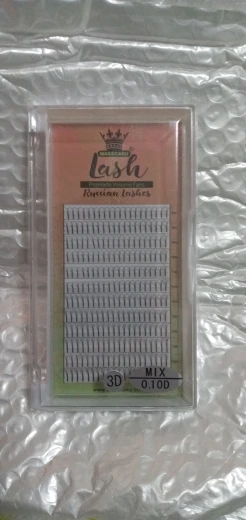 Lash
Premade Volume Fans
Russian Lashes
3D
MIX
0.10D